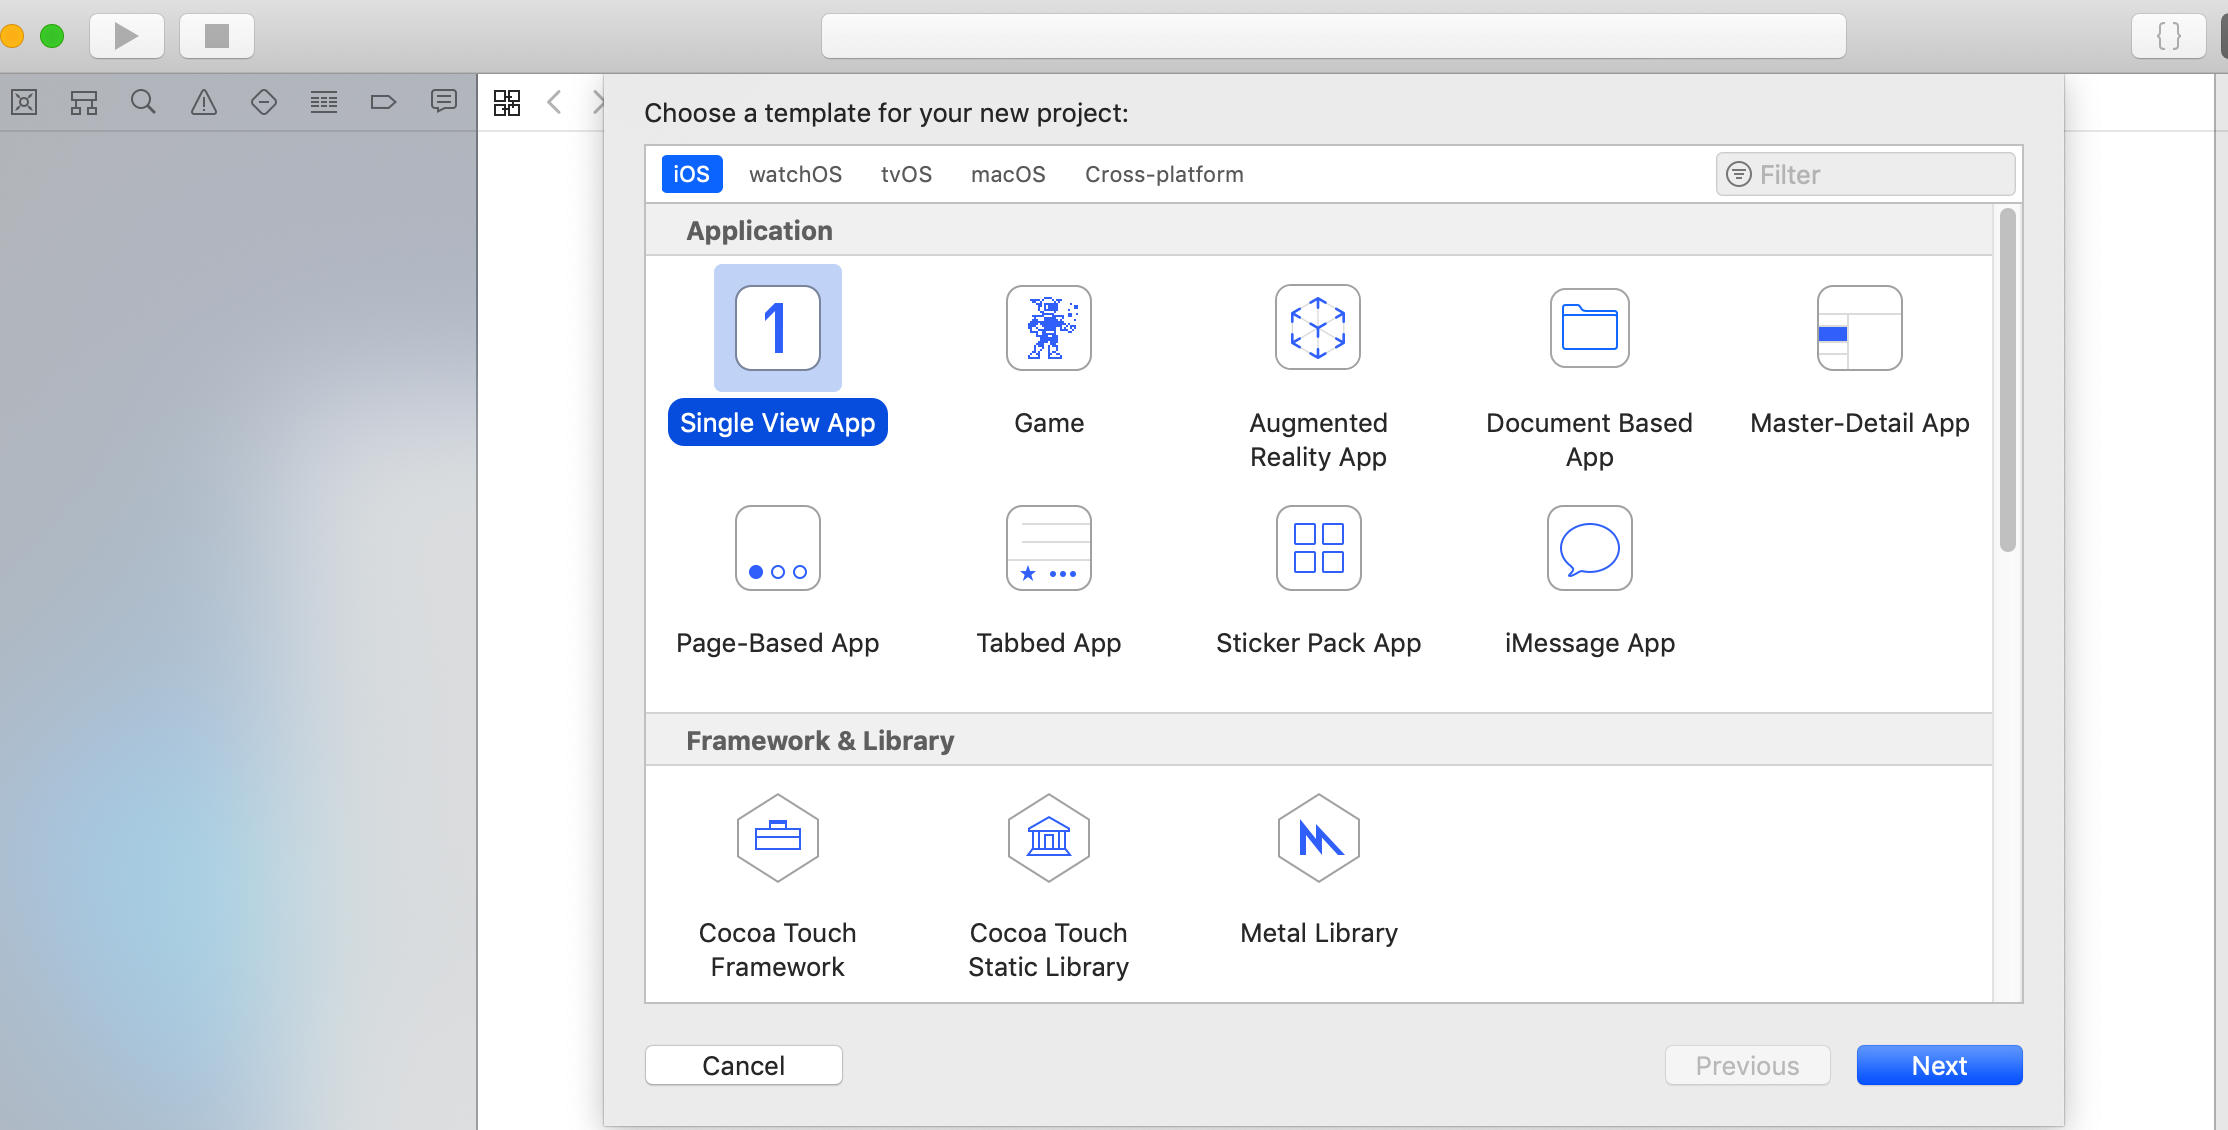 Choose a template for your new project:
iOS watchOS tvOS macOS Cross-platform Filter
Application
1
Single View App Game Augmented Reality App Document Based App Master-Detail App
Page-Based App Tabbed App Sticker Pack App iMessage App
Framework & Library
Cocoa Touch Framework Cocoa Touch Static Library Metal Library
Cancel Previous Next